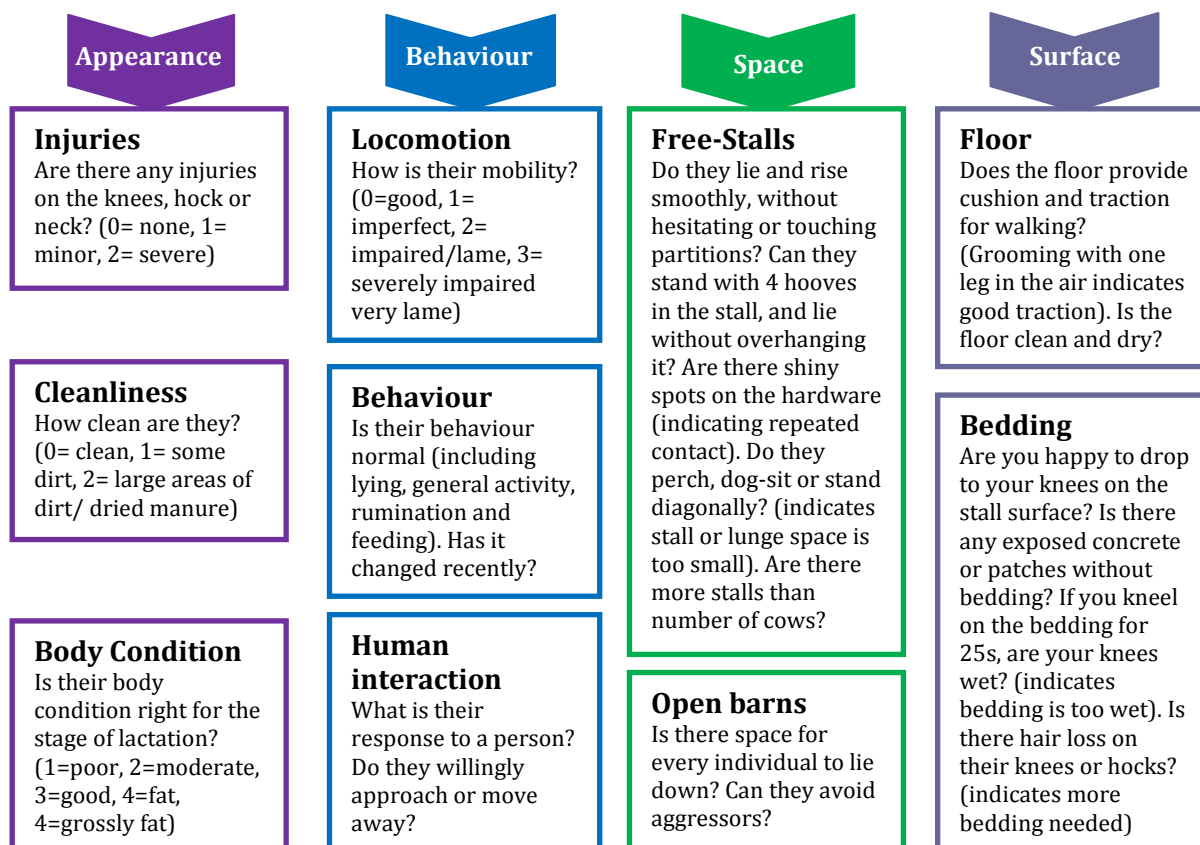 Appearance
Injuries
Are there any injuries
on the knees, hock or
neck? (0= none, 1=
minor, 2= severe)
Cleanliness
How clean are they?
(0= clean, 1= some
dirt, 2= large areas of
dirt/ dried manure)
Body Condition
Is their body
condition right for the
stage of lactation?
(1=poor, 2=moderate,
3=good, 4=fat,
4=grossly fat)
Behaviour
Locomotion
How is their mobility?
(0=good, 1=
imperfect, 2=
impaired/lame, 3=
severely impaired
very lame)
Behaviour
Is their behaviour
normal (including
lying, general activity,
rumination and
feeding). Has it
changed recently?
Human
interaction
What is their
response to a person?
Do they willingly
approach or move
away?
Space
Free-Stalls
Do they lie and rise
smoothly, without
hesitating or touching
partitions? Can they
stand with 4 hooves
in the stall, and lie
without overhanging
it? Are there shiny
spots on the hardware
(indicating repeated
contact). Do they
perch, dog-sit or stand
diagonally? (indicates
stall or lunge space is
too small). Are there
more stalls than
number of cows?
Open barns
Is there space for
every individual to lie
down? Can they avoid
aggressors?
Surface
Floor
Does the floor provide
cushion and traction
for walking?
(Grooming with one
leg in the air indicates
good traction). Is the
floor clean and dry?
Bedding
Are you happy to drop
to your knees on the
stall surface? Is there
any exposed concrete
or patches without
bedding? If you kneel
on the bedding for
25s, are your knees
wet? (indicates
bedding is too wet). Is
there hair loss on
their knees or hocks?
(indicates more
bedding needed)